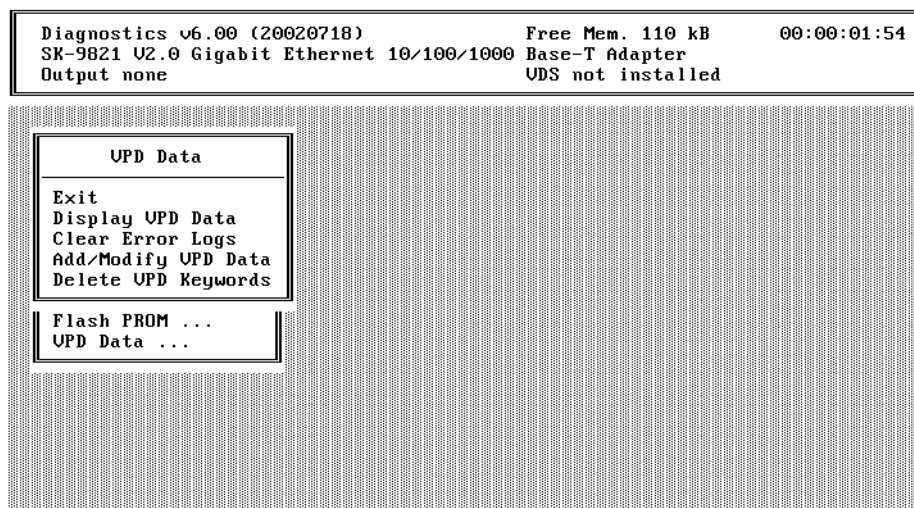 Diagnostics v6.00 (20020718) Free Mem. 110 kB 00:00:01:54
SK-9821 V2.0 Gigabit Ethernet 10/100/1000 Base-T Adapter
Output none VDS not installed
VPD Data
Exit
Display VPD Data
Clear Error Logs
Add/Modify VPD Data
Delete VPD Keywords
Flash PROM ...
VPD Data ...